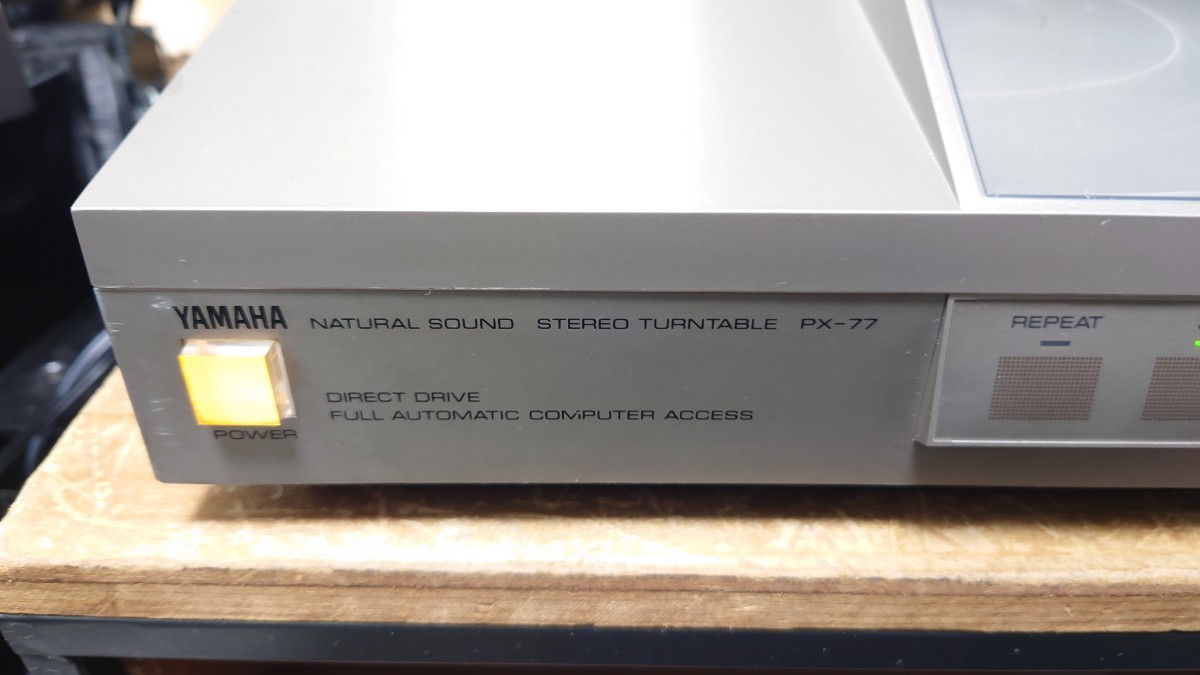 YAMAHA NATURAL SOUND STEREO TURNTABLE PX-77
DIRECT DRIVE
FULL AUTOMATIC COMPUTER ACCESS
POWER
REPEAT